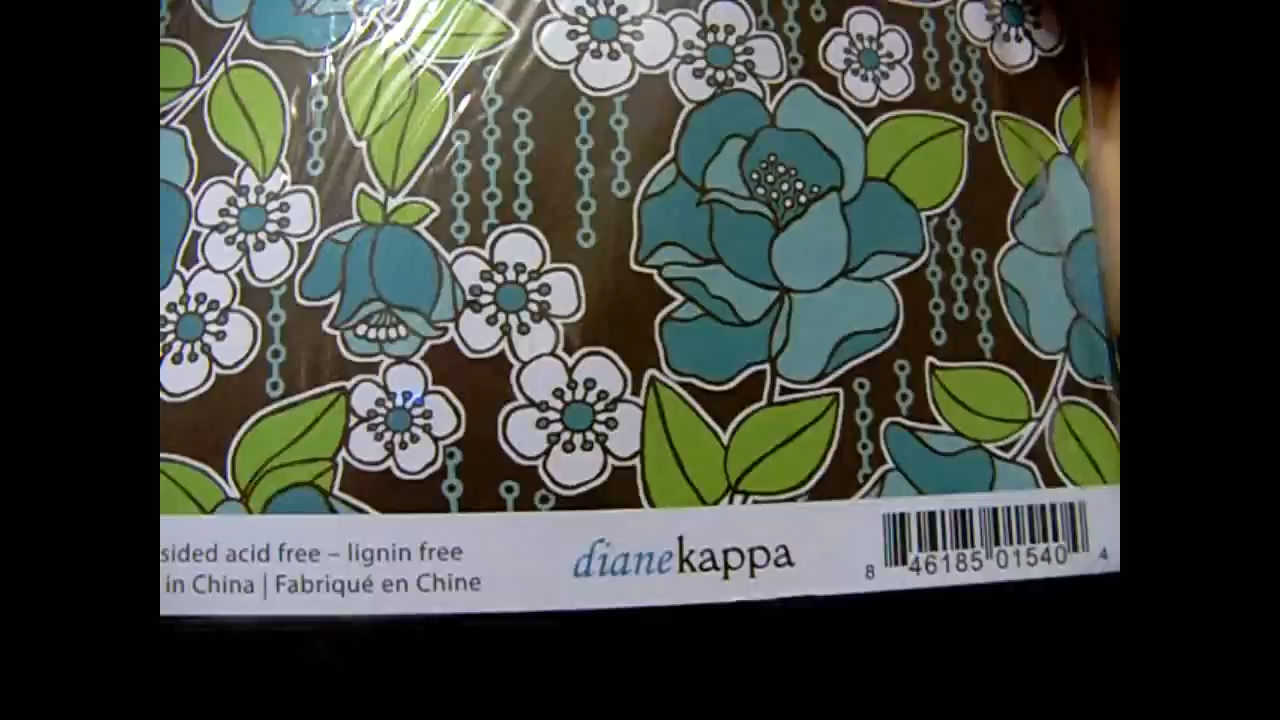 sided acid free – lignin free
in China | Fabriqué en Chine
dianekappa
8 46185 01540 4